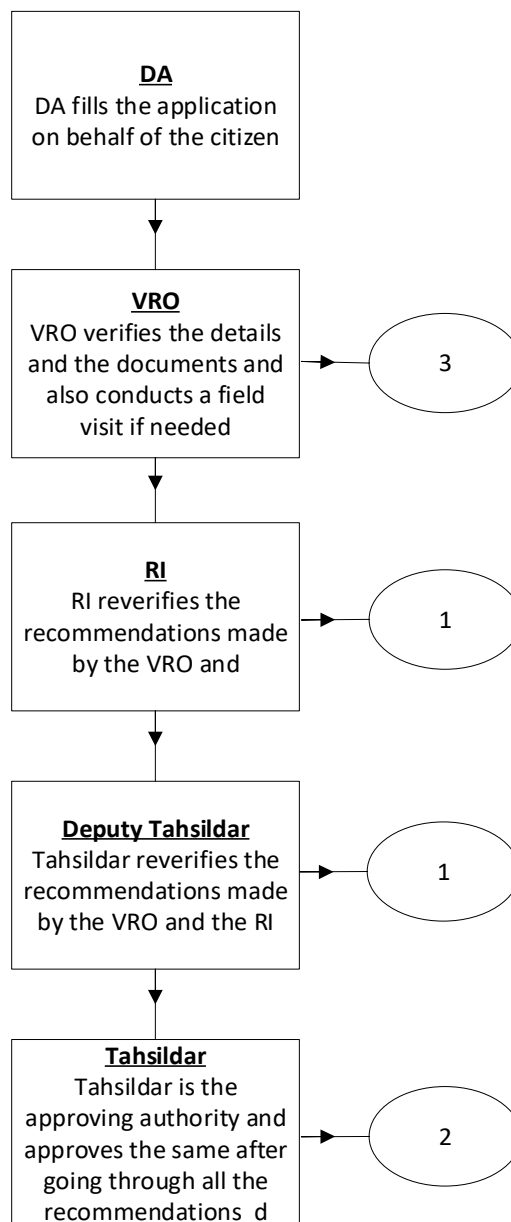 DA
DA fills the application
on behalf of the citizen
VRO
VRO verifies the details
and the documents and
also conducts a field
visit if needed
3
RI
RI reverifies the
recommendations made
by the VRO and
1
Deputy Tahsildar
Tahsildar reverifies the
recommendations made
by the VRO and the RI
1
Tahsildar
Tahsildar is the
approving authority and
approves the same after
going through all the
recommendations d
2